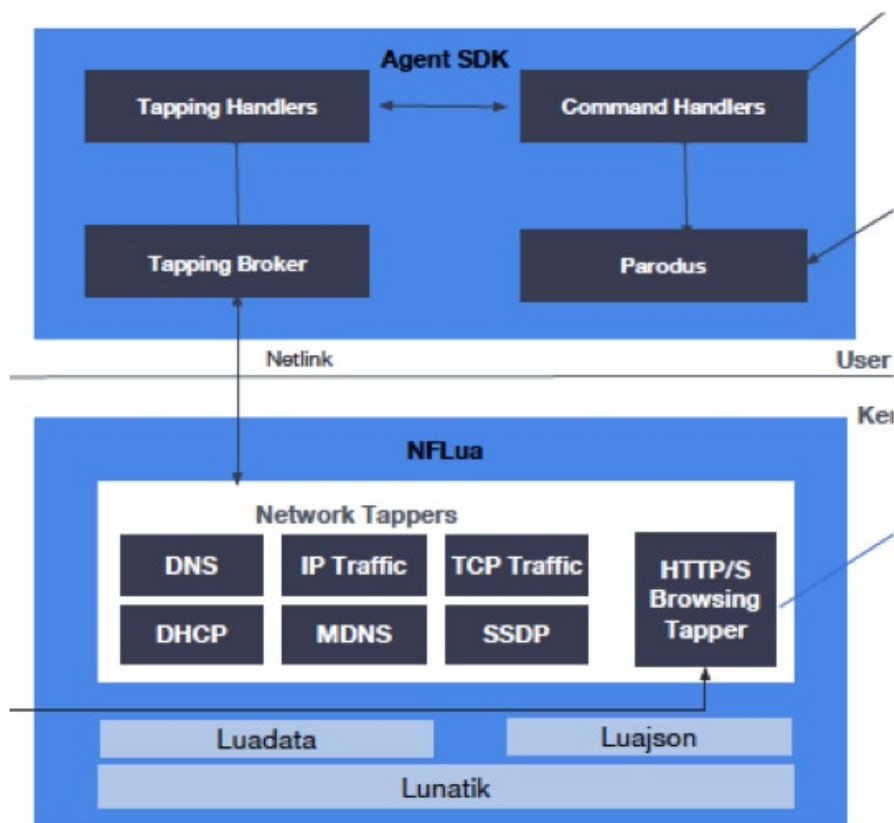 Agent SDK
Tapping Handlers
Command Handlers
Tapping Broker
Parodus
Netlink
User
Ker
NFLua
Network Tappers
DNS
IP Traffic
TCP Traffic
HTTP/S
Browsing
Tapper
DHCP
MDNS
SSDP
Luadata
Luajson
Lunatik